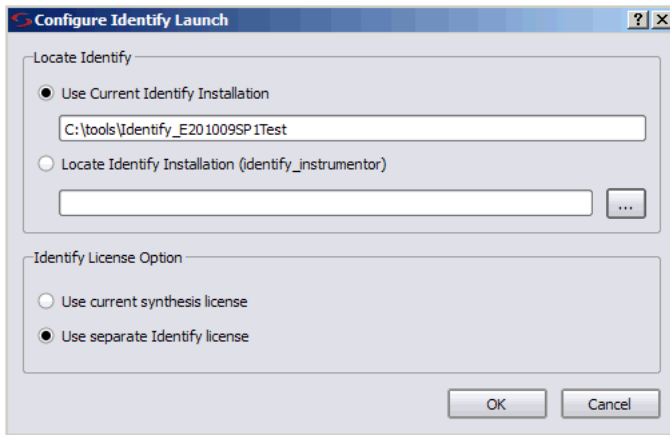 Configure Identify Launch
Locate Identify
Use Current Identify Installation
C:\tools\Identify_E201009SP1Test
Locate Identify Installation (identify_instrumentor)
...
Identify License Option
Use current synthesis license
Use separate Identify license
OK Cancel